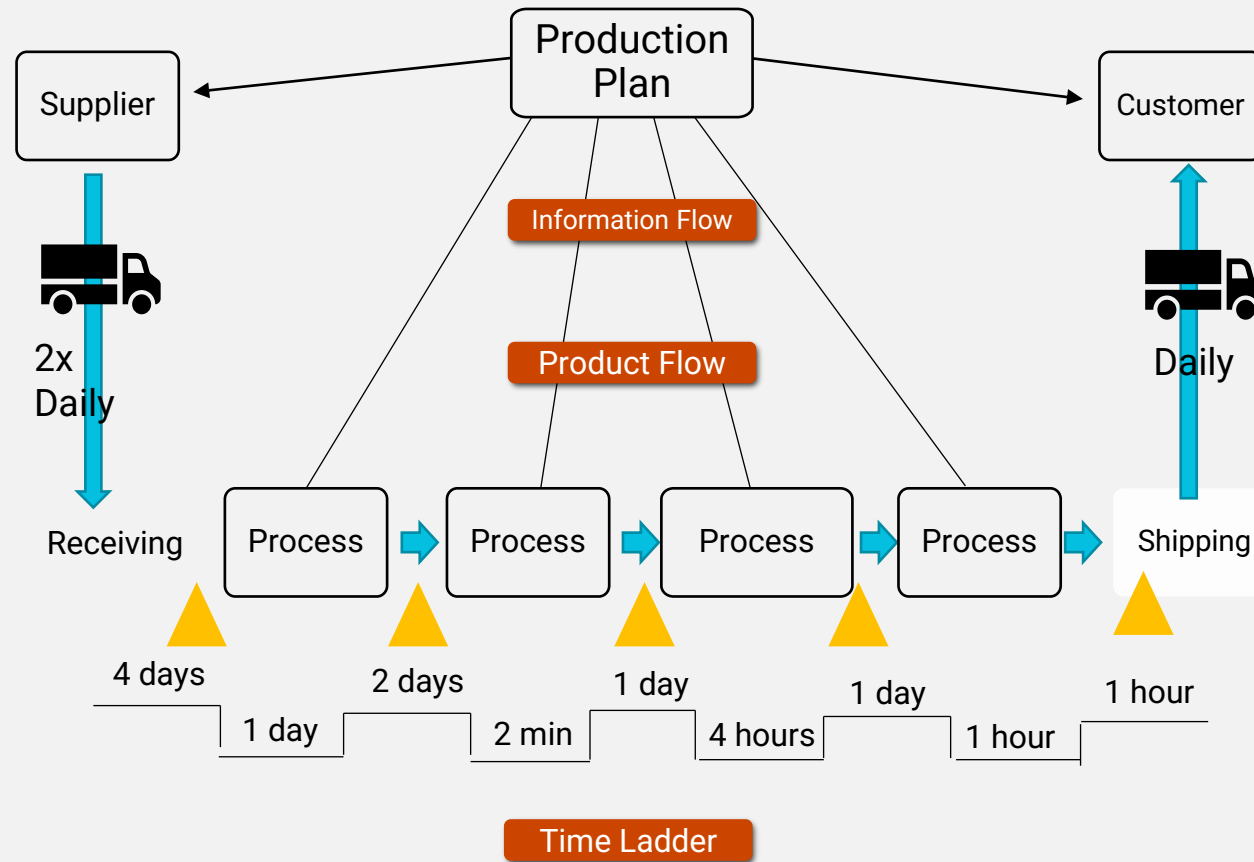 Production
Plan
Supplier
Customer
Information Flow
2x
Daily
Product Flow
Daily
Receiving
Process
Process
Process
Process
Shipping
4 days
2 days
1 day
1 day
1 hour
1 day
2 min
4 hours
1 hour
Time Ladder